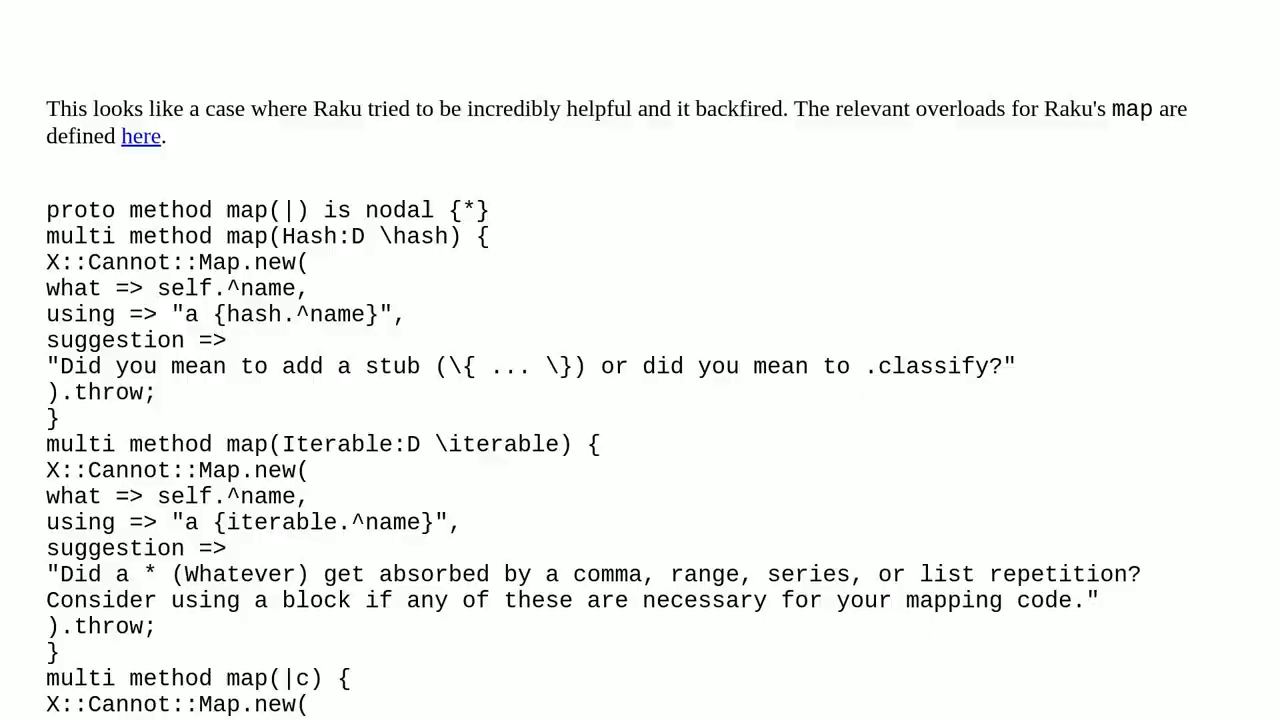 This looks like a case where Raku tried to be incredibly helpful and it backfired. The relevant overloads for Raku's map are
defined here.
proto method map(|) is nodal {*}
multi method map(Hash:D \hash) {
X::Cannot::Map.new(
what => self.^name,
using => "a {hash.^name}",
suggestion =>
"Did you mean to add a stub (\{ ... \}) or did you mean to .classify?"
).throw;
}
multi method map(Iterable:D \iterable) {
X::Cannot::Map.new(
what => self.^name,
using => "a {iterable.^name}",
suggestion =>
"Did a * (Whatever) get absorbed by a comma, range, series, or list repetition?
Consider using a block if any of these are necessary for your mapping code."
).throw;
}
multi method map(|c) {
X::Cannot::Map.new(